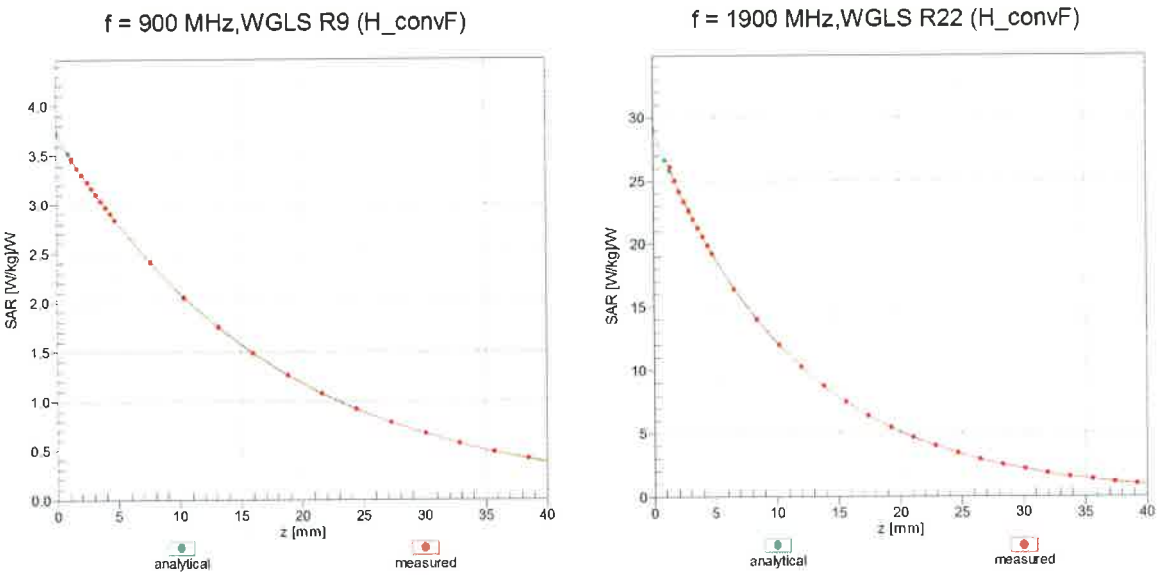 f = 900 MHz,WGLS R9 (H_convF)
SAR [W/kg]/W
4.0
3.5
3.0
2.5
2.0
1.5
1.0
0.5
0.0
0 5 10 15 20 25 30 35 40
z [mm]
analytical measured
f = 1900 MHz,WGLS R22 (H_convF)
SAR [W/kg]/W
30
25
20
15
10
5
0
0 5 10 15 20 25 30 35 40
z [mm]
analytical measured